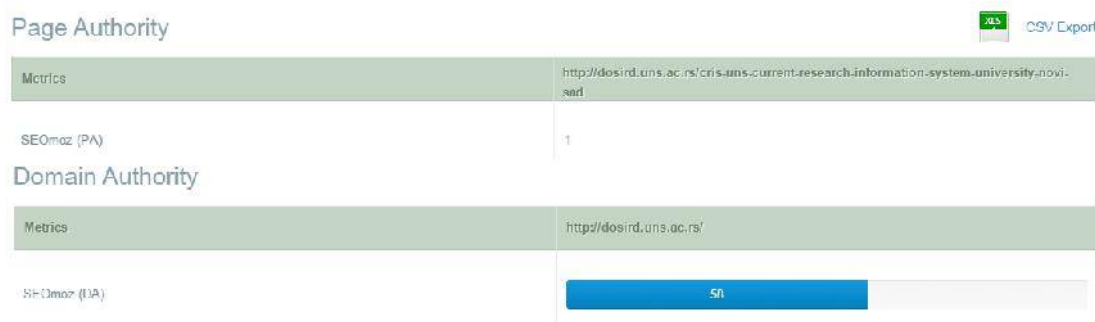 Page Authority
XLS CSV Export
Metrics
http://dosird.uns.ac.rs/cris-uns-current-research-information-system-university-novi-
sad
SEOmoz (PA)
1
Domain Authority
Metrics
http://dosird.uns.ac.rs/
SEOmoz (DA)
58